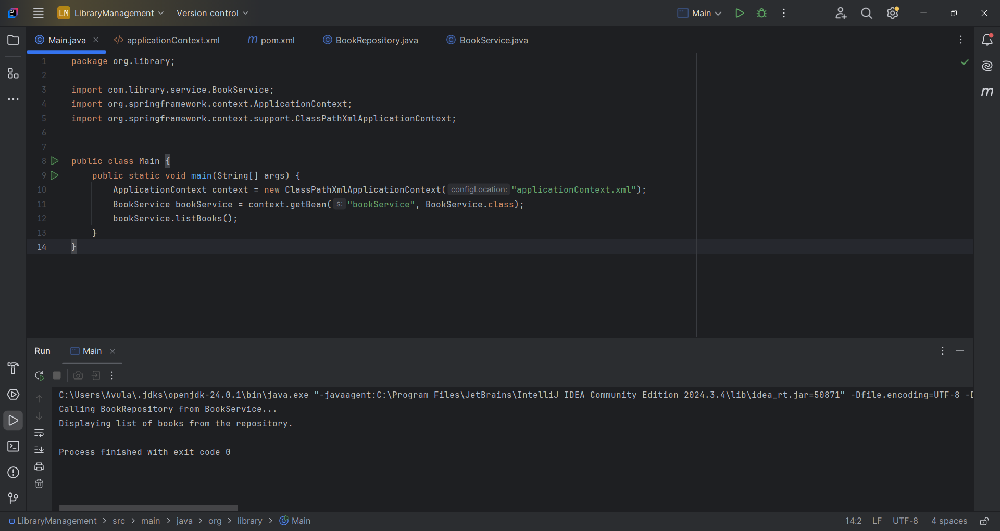 LM LibraryManagement Version control Main
Main.java applicationContext.xml pom.xml BookRepository.java BookService.java
1 package org.library;
2
3 import com.library.service.BookService;
4 import org.springframework.context.ApplicationContext;
5 import org.springframework.context.support.ClassPathXmlApplicationContext;
6
7
8 public class Main {
9 public static void main(String[] args) {
10 ApplicationContext context = new ClassPathXmlApplicationContext( configLocation: "applicationContext.xml");
11 BookService bookService = context.getBean( s: "bookService", BookService.class);
12 bookService.listBooks();
13 }
14 }
Run Main
C:\Users\Avula\.jdks\openjdk-24.0.1\bin\java.exe "-javaagent:C:\Program Files\JetBrains\IntelliJ IDEA Community Edition 2024.3.4\lib\idea_rt.jar=50871" -Dfile.encoding=UTF-8 -D
Calling BookRepository from BookService...
Displaying list of books from the repository.
Process finished with exit code 0
LibraryManagement > src > main > java > org > library > Main 14:2 LF UTF-8 4 spaces